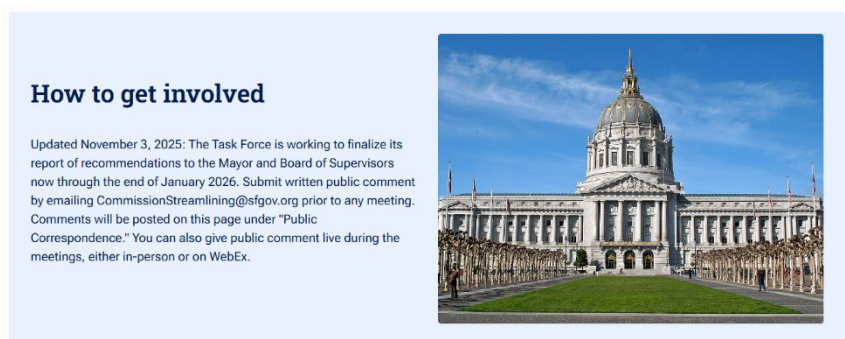 How to get involved
Updated November 3, 2025: The Task Force is working to finalize its
report of recommendations to the Mayor and Board of Supervisors
now through the end of January 2026. Submit written public comment
by emailing CommissionStreamlining@sfgov.org prior to any meeting.
Comments will be posted on this page under "Public
Correspondence." You can also give public comment live during the
meetings, either in-person or on WebEx.